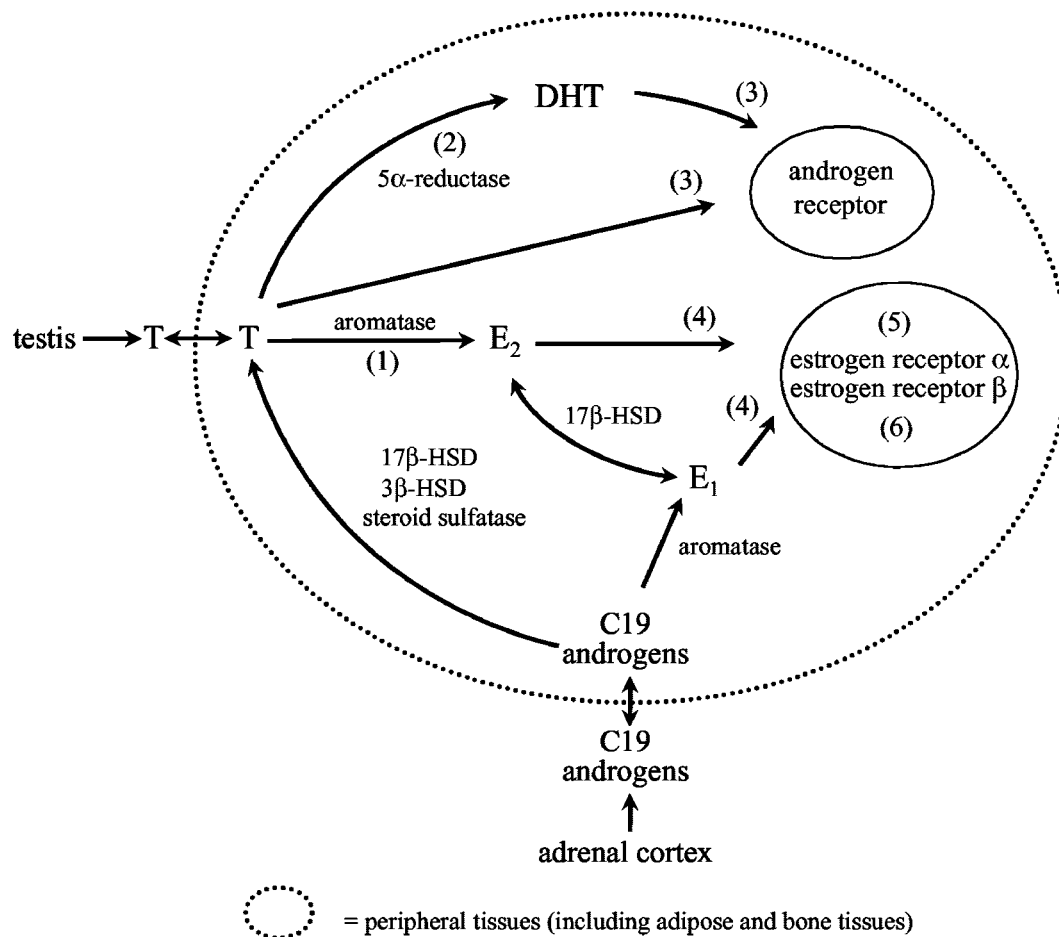 DHT
(3)
(2)
5α-reductase
androgen
receptor
(3)
testis
T
T
aromatase
(1)
E₂
(4)
(5)
estrogen receptor α
estrogen receptor β
(6)
17β-HSD
(4)
E₁
17β-HSD
3β-HSD
steroid sulfatase
aromatase
C19
androgens
C19
androgens
adrenal cortex
= peripheral tissues (including adipose and bone tissues)